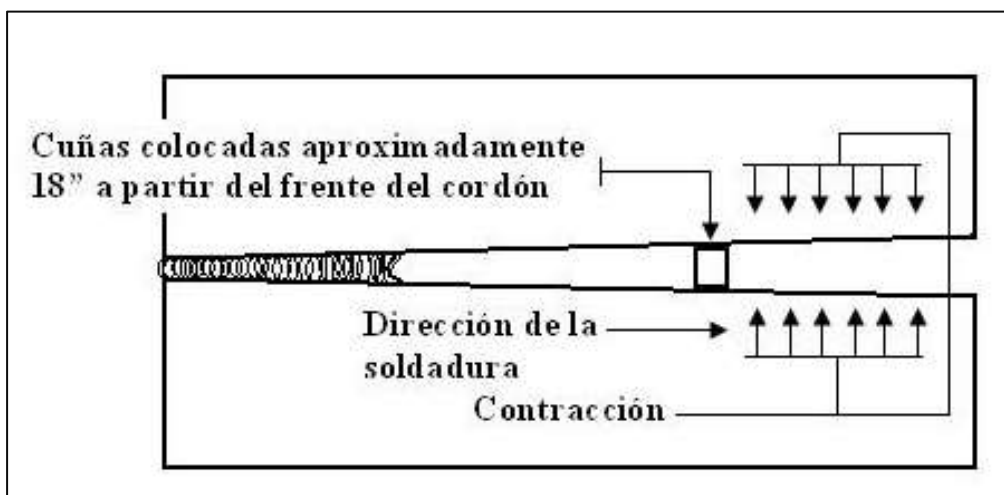 Cuñas colocadas aproximadamente
18” a partir del frente del cordón
Dirección de la
soldadura
Contracción